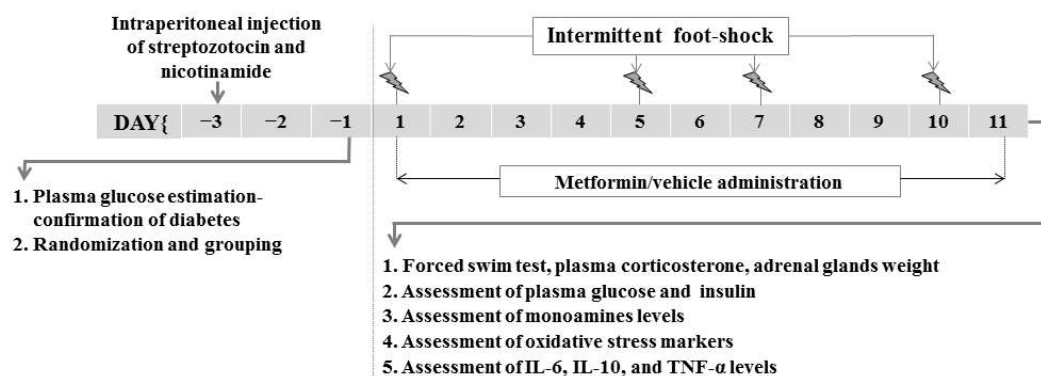 Intraperitoneal injection
of streptozotocin and
nicotinamide
Intermittent foot-shock
DAY{ −3 −2 −1 1 2 3 4 5 6 7 8 9 10 11
Metformin/vehicle administration
1. Plasma glucose estimation-
confirmation of diabetes
2. Randomization and grouping
1. Forced swim test, plasma corticosterone, adrenal glands weight
2. Assessment of plasma glucose and insulin
3. Assessment of monoamines levels
4. Assessment of oxidative stress markers
5. Assessment of IL-6, IL-10, and TNF-α levels